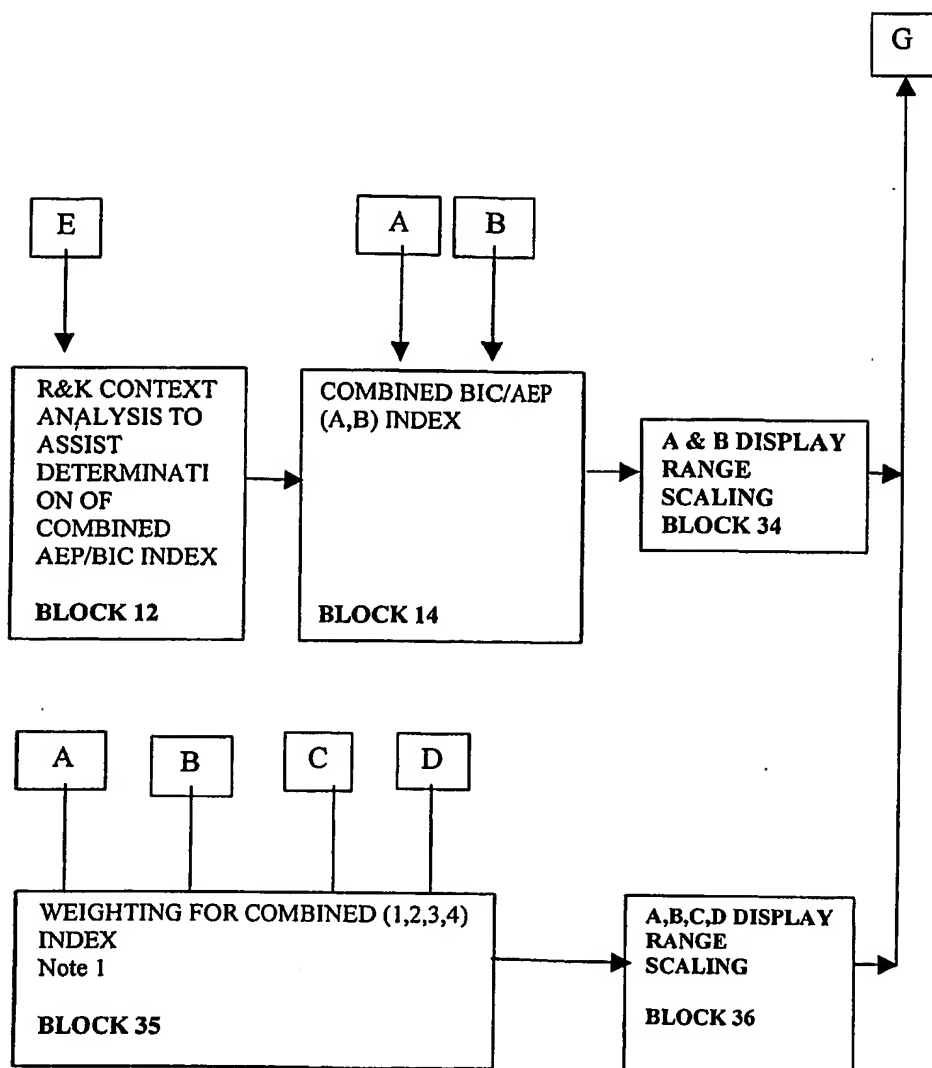 G
E
A
B
R&K CONTEXT
ANALYSIS TO
ASSIST
DETERMINATI
ON OF
COMBINED
AEP/BIC INDEX
BLOCK 12
COMBINED BIC/AEP
(A,B) INDEX
BLOCK 14
A & B DISPLAY
RANGE
SCALING
BLOCK 34
A
B
C
D
WEIGHTING FOR COMBINED (1,2,3,4)
INDEX
Note 1
BLOCK 35
A,B,C,D DISPLAY
RANGE
SCALING
BLOCK 36